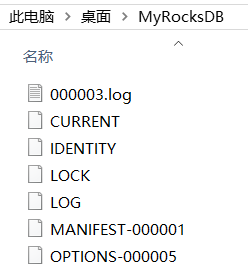 此电脑 > 桌面 > MyRocksDB
名称
000003.log
CURRENT
IDENTITY
LOCK
LOG
MANIFEST-000001
OPTIONS-000005